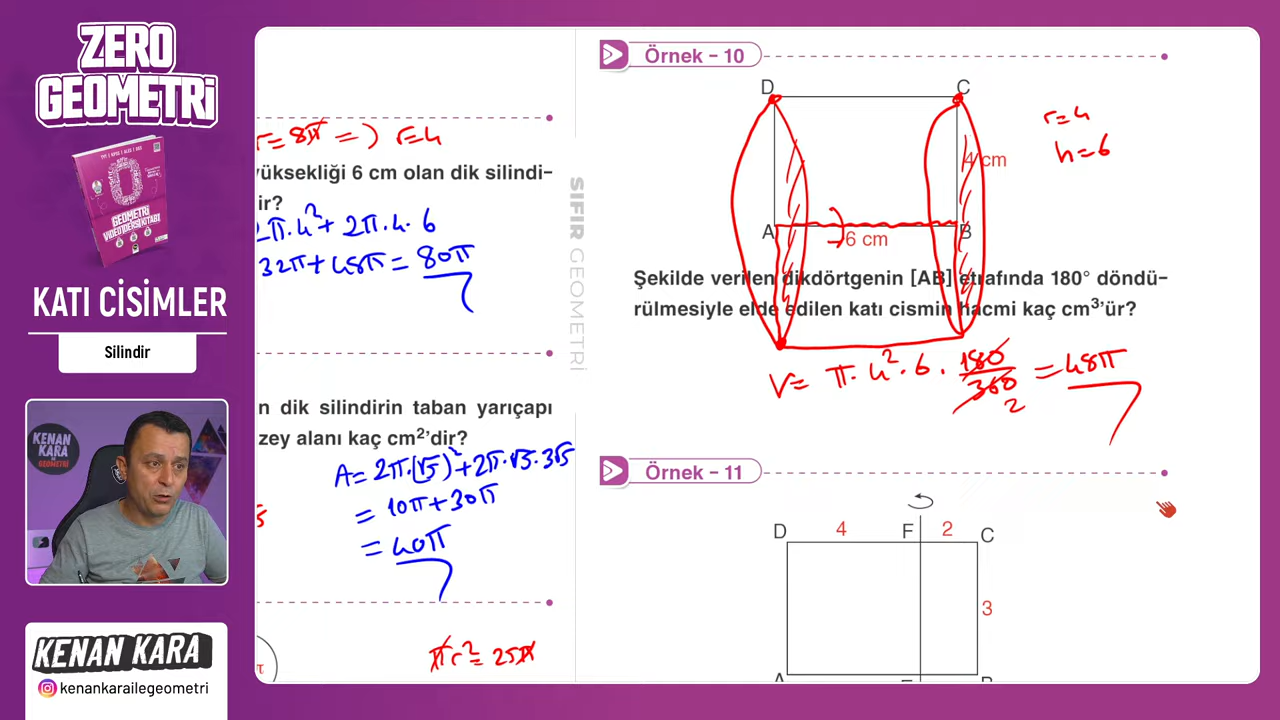 ZERO
GEOMETRİ
KATI CİSİMLER
Silindir
KENAN KARA
kenankarailegeometri
r = 8π => r=4
yüksekliği 6 cm olan dik silindi-
ir?
2π.4² + 2π.4.6
32π + 48π = 80π
n dik silindirin taban yarıçapı
zey alanı kaç cm²'dir?
A = 2π.(√5)² + 2π.√5.3√5
= 10π + 30π
= 40π
πr² = 25π
SIFIR GEOMETRİ
Örnek – 10
D C
r=4
h=6
4 cm
A B
6 cm
Şekilde verilen dikdörtgenin [AB] etrafında 180° döndü-
rülmesiyle elde edilen katı cismin hacmi kaç cm³'ür?
V = π.4².6.180/360 = 48π
2
Örnek – 11
D 4 F 2 C
3